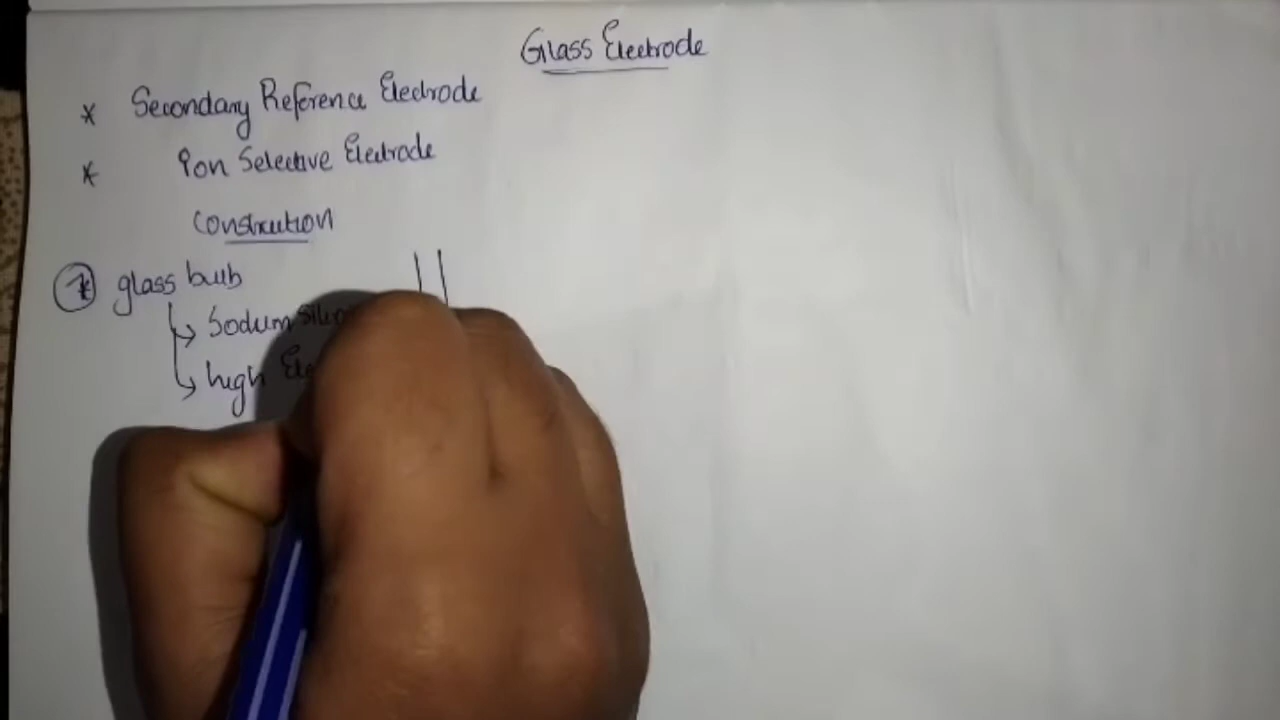 Glass Electrode
* Secondary Reference Electrode
* Ion Selective Electrode
Construction
* glass bulb
→ Sodium
→ high